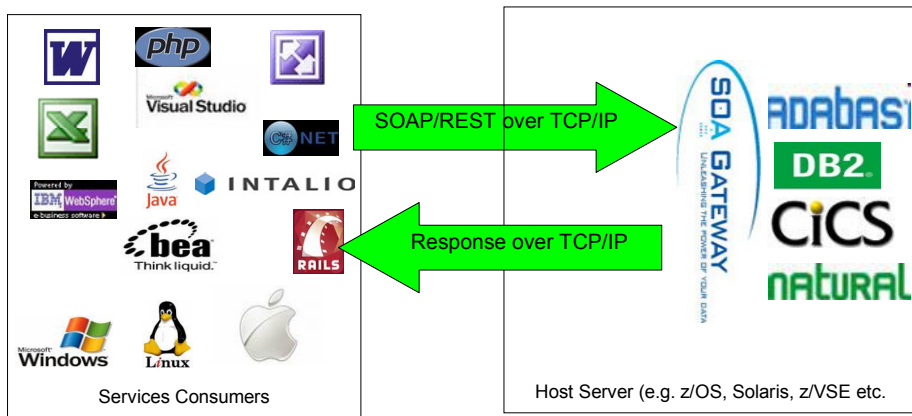 W
php
Microsoft
Visual Studio
X
C# .NET
Powered by
IBM WebSphere
e-business software
Java
INTALIO
bea
Think liquid.™
RAILS
Microsoft
Windows
Linux
Services Consumers
SOAP/REST over TCP/IP
Response over TCP/IP
SOA GATEWAY
UNLEASHING THE POWER OF YOUR DATA
ADABAS
DB2®
CICS
NATURAL
Host Server (e.g. z/OS, Solaris, z/VSE etc.